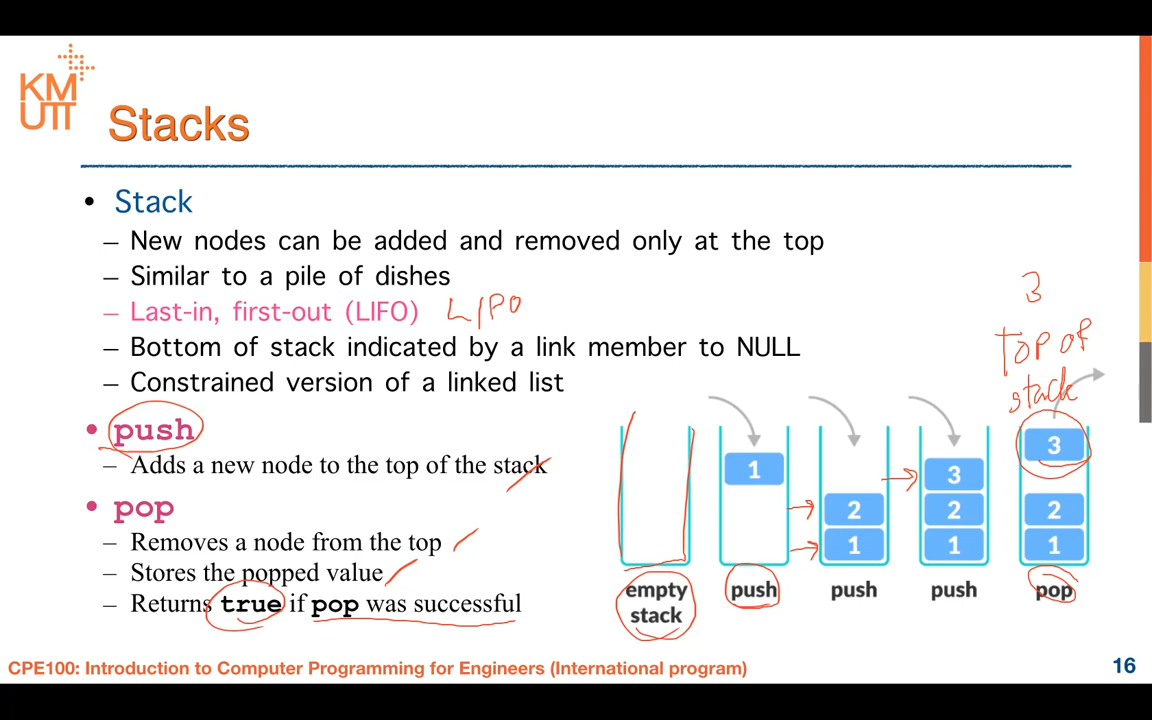 KM
UTT
Stacks
• Stack
– New nodes can be added and removed only at the top
– Similar to a pile of dishes
– Last-in, first-out (LIFO) LIFO
– Bottom of stack indicated by a link member to NULL
– Constrained version of a linked list
• push
– Adds a new node to the top of the stack
• pop
– Removes a node from the top
– Stores the popped value
– Returns true if pop was successful
3
TOP OF
stack
1
2
1
3
2
1
3
2
1
empty
stack
push
push
push
pop
CPE100: Introduction to Computer Programming for Engineers (International program)
16